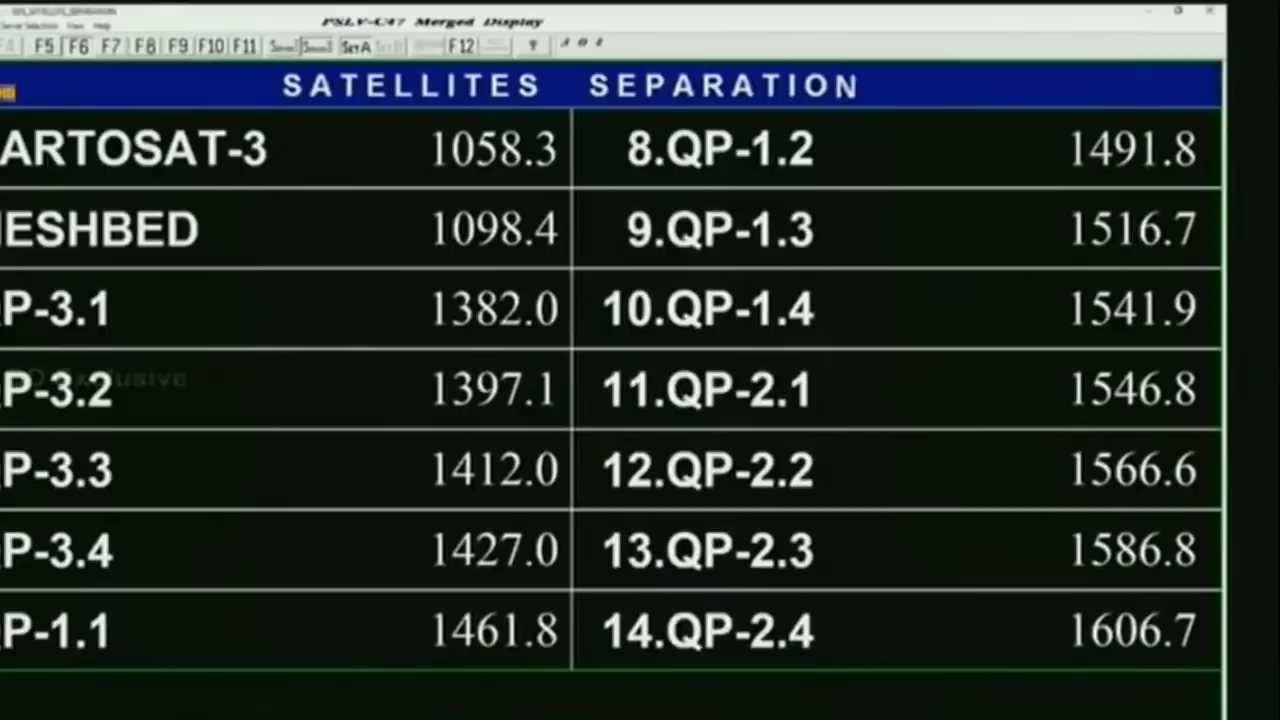 PSLV-C47 Merged Display
F5 F6 F7 F8 F9 F10 F11 SetA F12 ?
SATELLITES SEPARATION
ARTOSAT-3 1058.3 8.QP-1.2 1491.8
ESHBED 1098.4 9.QP-1.3 1516.7
P-3.1 1382.0 10.QP-1.4 1541.9
P-3.2 1397.1 11.QP-2.1 1546.8
P-3.3 1412.0 12.QP-2.2 1566.6
P-3.4 1427.0 13.QP-2.3 1586.8
P-1.1 1461.8 14.QP-2.4 1606.7